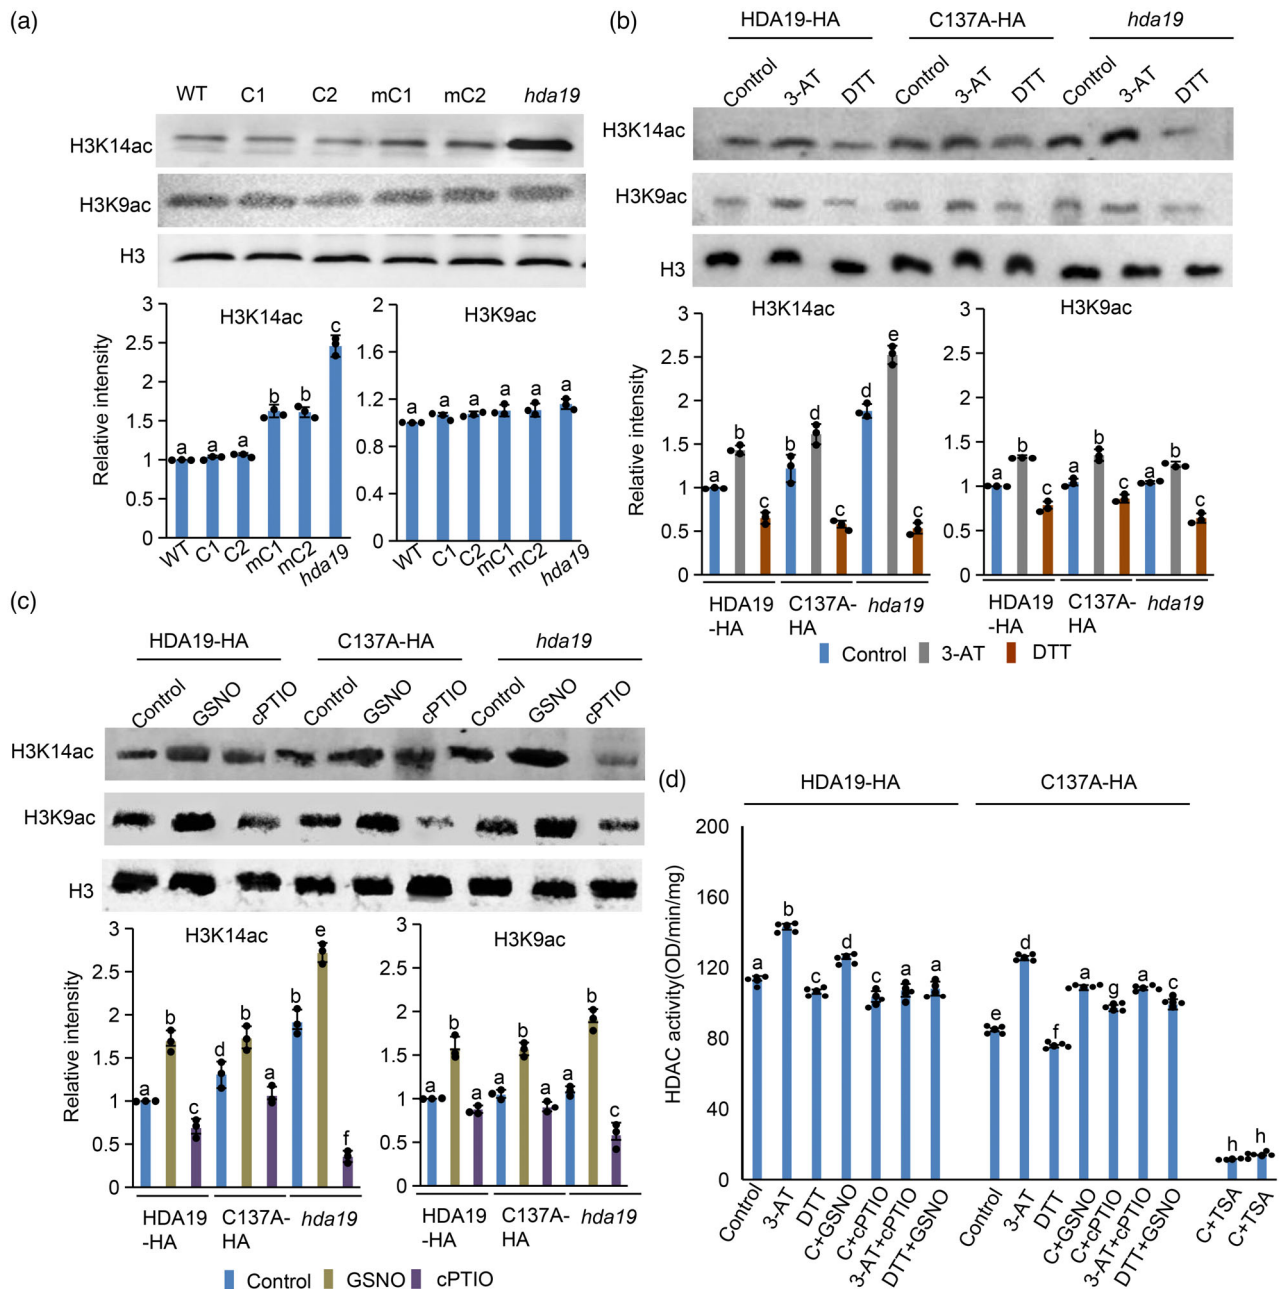 (a)
WT C1 C2 mC1 mC2 hda19
H3K14ac
H3K9ac
H3
H3K14ac
Relative intensity
3
2.5
2
1.5
1
0.5
0
a a a b b c
WT C1 C2 mC1 mC2 hda19
H3K9ac
2
1.6
1.2
0.8
0.4
0
a a a a a a
WT C1 C2 mC1 mC2 hda19
(b)
HDA19-HA C137A-HA hda19
Control 3-AT DTT Control 3-AT DTT Control 3-AT DTT
H3K14ac
H3K9ac
H3
H3K14ac
Relative intensity
3
2.5
2
1.5
1
0.5
0
a b c b d c d e c
HDA19
-HA
C137A-
HA
hda19
H3K9ac
3
2.5
2
1.5
1
0.5
0
a b c a b c a b c
HDA19
-HA
C137A-
HA
hda19
Control 3-AT DTT
(c)
HDA19-HA C137A-HA hda19
Control GSNO cPTIO Control GSNO cPTIO Control GSNO cPTIO
H3K14ac
H3K9ac
H3
H3K14ac
Relative intensity
3
2.5
2
1.5
1
0.5
0
a b c d b a b e f
HDA19
-HA
C137A-
HA
hda19
H3K9ac
3
2.5
2
1.5
1
0.5
0
a b a a b a a b c
HDA19
-HA
C137A-
HA
hda19
Control GSNO cPTIO
(d)
HDA19-HA C137A-HA
HDAC activity(OD/min/mg)
200
160
120
80
40
0
a b c d c a a e d f a g a c h h
Control 3-AT DTT C+GSNO C+cPTIO 3-AT+cPTIO DTT+GSNO
Control 3-AT DTT C+GSNO C+cPTIO 3-AT+cPTIO DTT+GSNO
C+TSA C+TSA